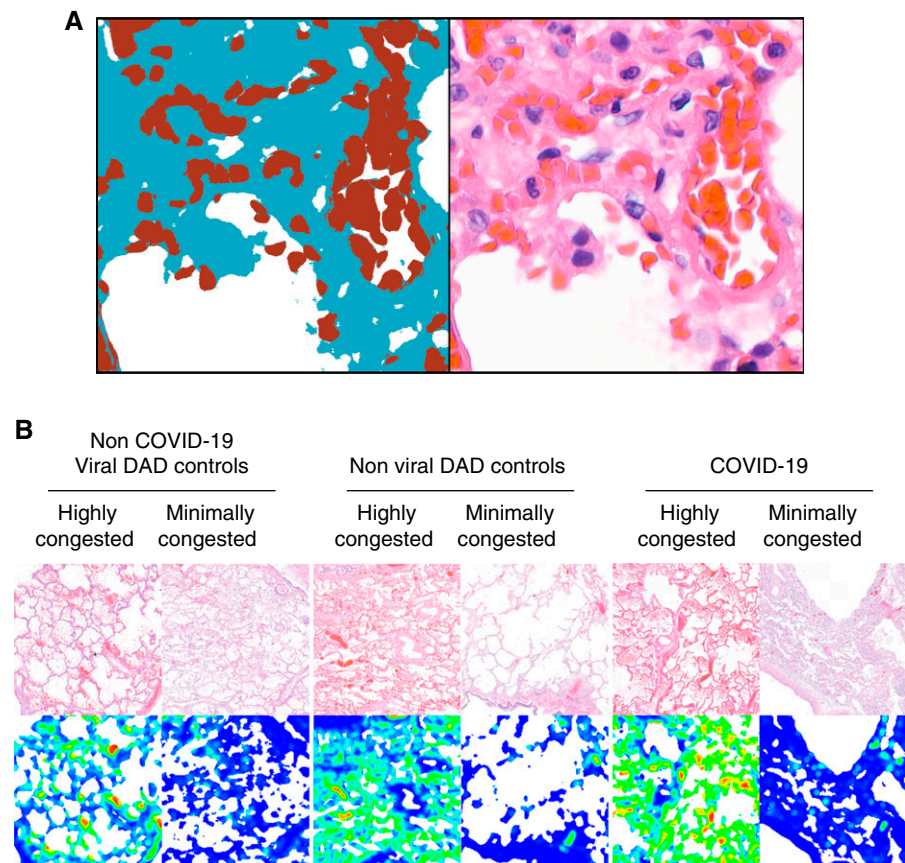 A
B
Non COVID-19
Viral DAD controls
Non viral DAD controls
COVID-19
Highly congested
Minimally congested
Highly congested
Minimally congested
Highly congested
Minimally congested